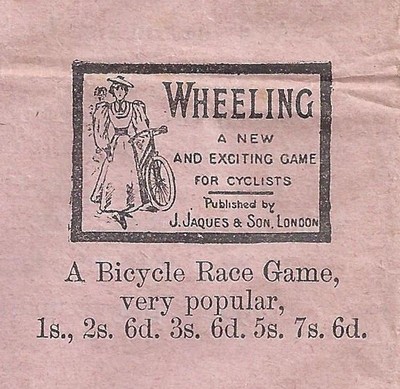 WHEELING
A NEW
AND EXCITING GAME
FOR CYCLISTS
Published by
J. JAQUES & SON, LONDON
A Bicycle Race Game,
very popular,
1s., 2s. 6d. 3s. 6d. 5s. 7s. 6d.